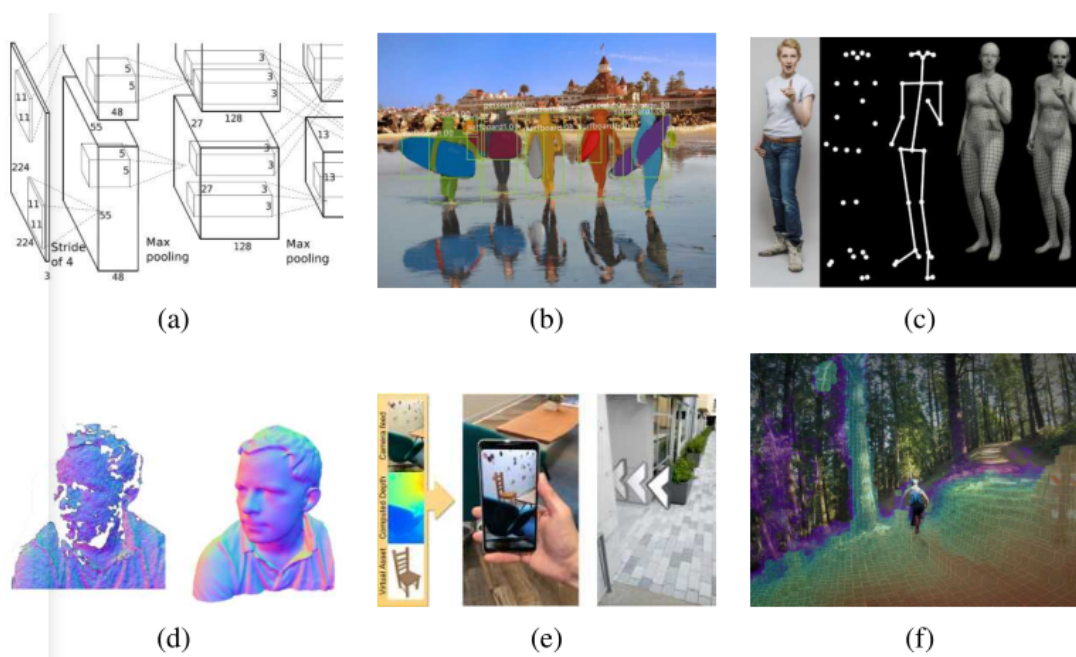 11
11
224
11
11
224
3
Stride
of 4
5
5
48
55
5
5
55
48
Max
pooling
3
3
3
128
27
27
3
3
3
128
Max
pooling
13
13
(a)
(b)
(c)
(d)
Camera feed
Computed Depth
Virtual Asset
(e)
(f)